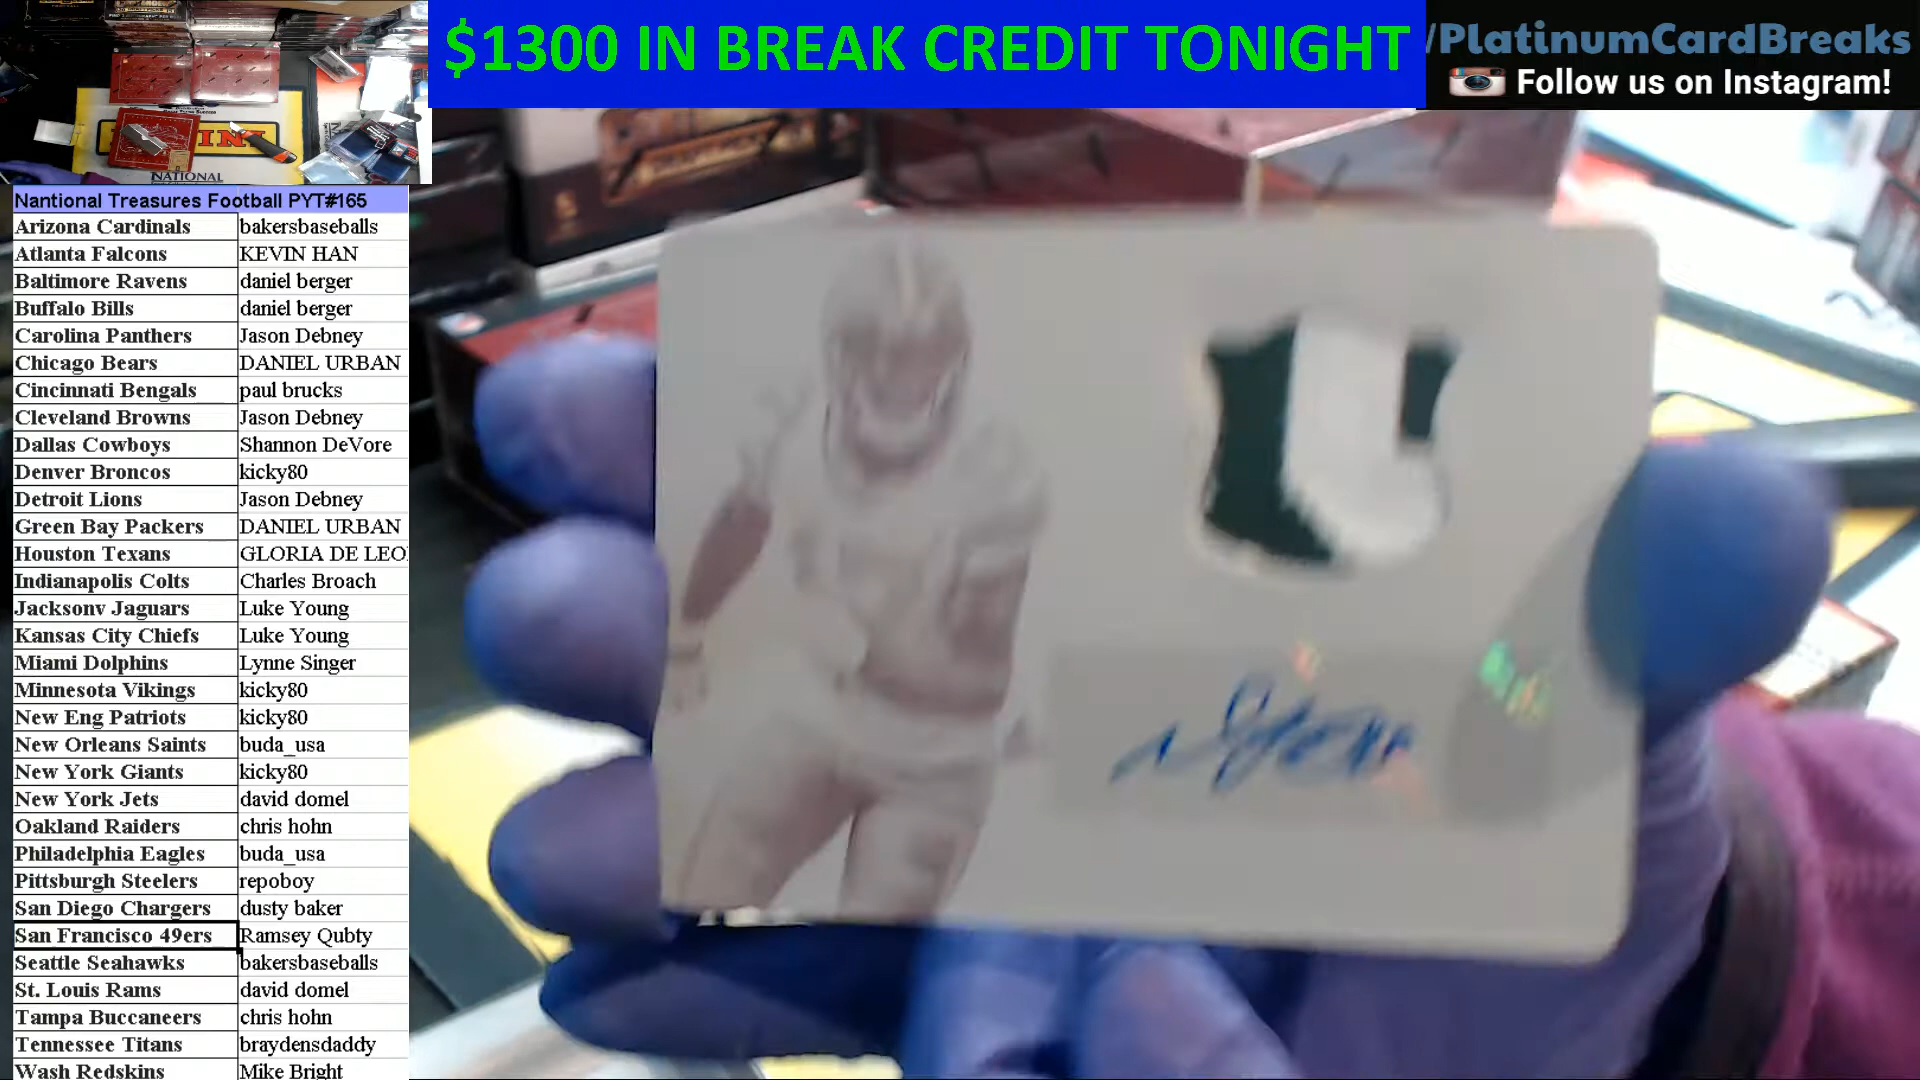 $1300 IN BREAK CREDIT TONIGHT
/PlatinumCardBreaks
Follow us on Instagram!
NATIONAL
Nantional Treasures Football PYT#165
Arizona Cardinals bakersbaseballs
Atlanta Falcons KEVIN HAN
Baltimore Ravens daniel berger
Buffalo Bills daniel berger
Carolina Panthers Jason Debney
Chicago Bears DANIEL URBAN
Cincinnati Bengals paul brucks
Cleveland Browns Jason Debney
Dallas Cowboys Shannon DeVore
Denver Broncos kicky80
Detroit Lions Jason Debney
Green Bay Packers DANIEL URBAN
Houston Texans GLORIA DE LEO
Indianapolis Colts Charles Broach
Jacksonv Jaguars Luke Young
Kansas City Chiefs Luke Young
Miami Dolphins Lynne Singer
Minnesota Vikings kicky80
New Eng Patriots kicky80
New Orleans Saints buda_usa
New York Giants kicky80
New York Jets david domel
Oakland Raiders chris hohn
Philadelphia Eagles buda_usa
Pittsburgh Steelers repoboy
San Diego Chargers dusty baker
San Francisco 49ers Ramsey Qubty
Seattle Seahawks bakersbaseballs
St. Louis Rams david domel
Tampa Buccaneers chris hohn
Tennessee Titans braydensdaddy
Wash Redskins Mike Bright